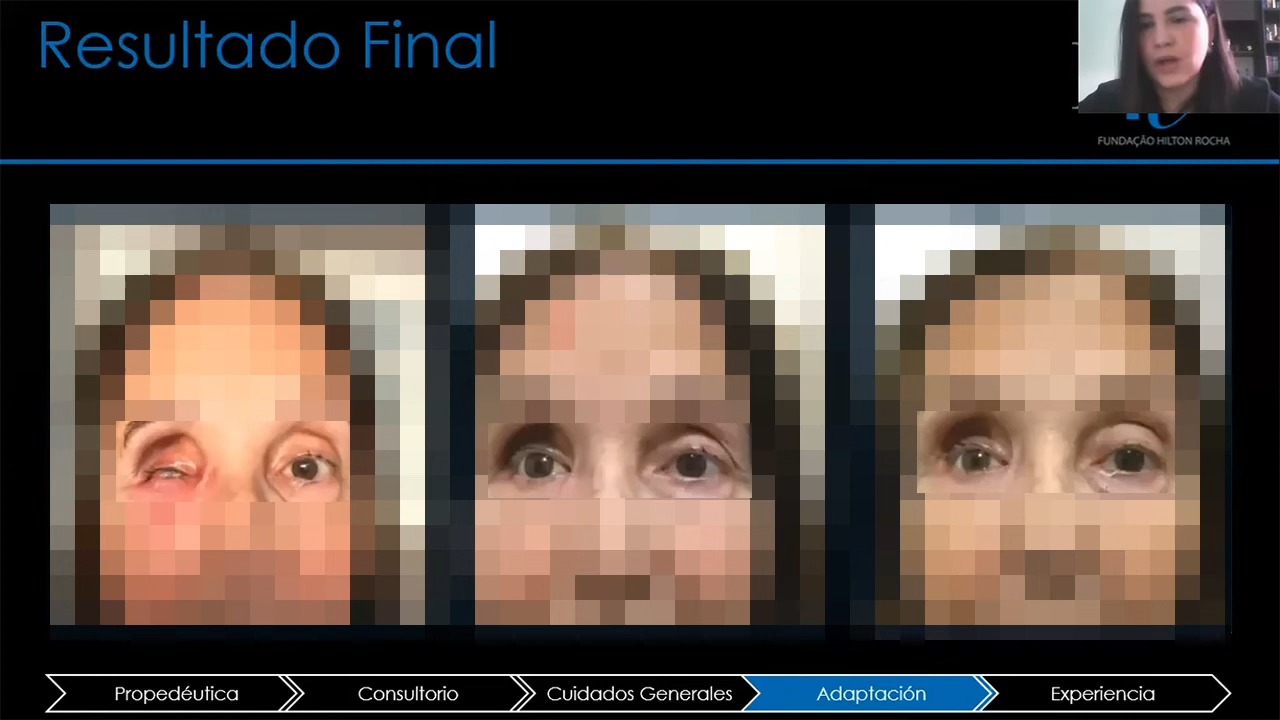 Resultado Final
FUNDAÇÃO HILTON ROCHA
Propedéutica
Consultorio
Cuidados Generales
Adaptación
Experiencia